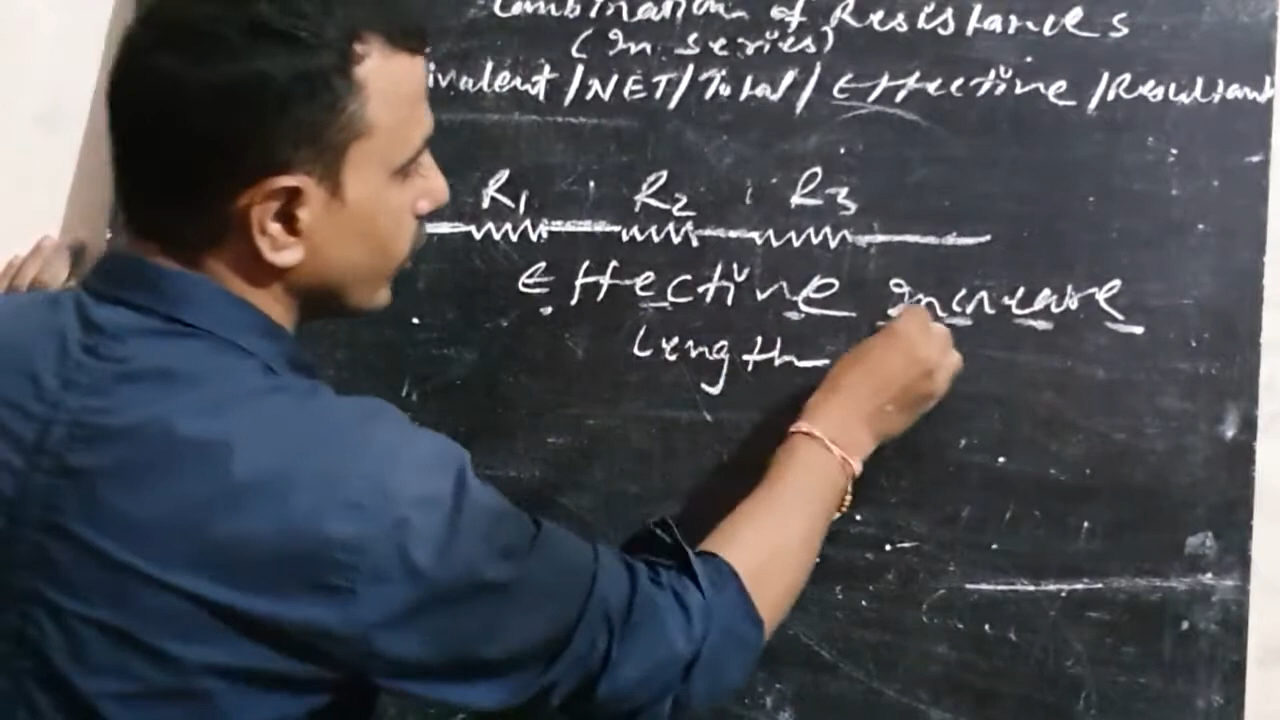 Combination of Resistances
(In series)
ivalent / NET / Total / Effective / Resultant
R1 R2 R3
Effective Increase
Length